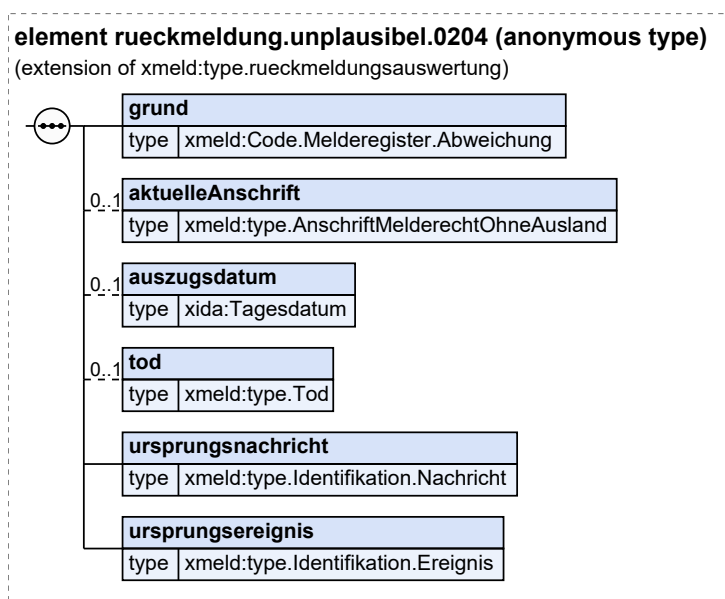 element rueckmeldung.unplausibel.0204 (anonymous type)
(extension of xmeld:type.rueckmeldungsauswertung)
grund
type xmeld:Code.Melderegister.Abweichung
0..1 aktuelleAnschrift
type xmeld:type.AnschriftMelderechtOhneAusland
0..1 auszugsdatum
type xida:Tagesdatum
0..1 tod
type xmeld:type.Tod
ursprungsnachricht
type xmeld:type.Identifikation.Nachricht
ursprungsereignis
type xmeld:type.Identifikation.Ereignis